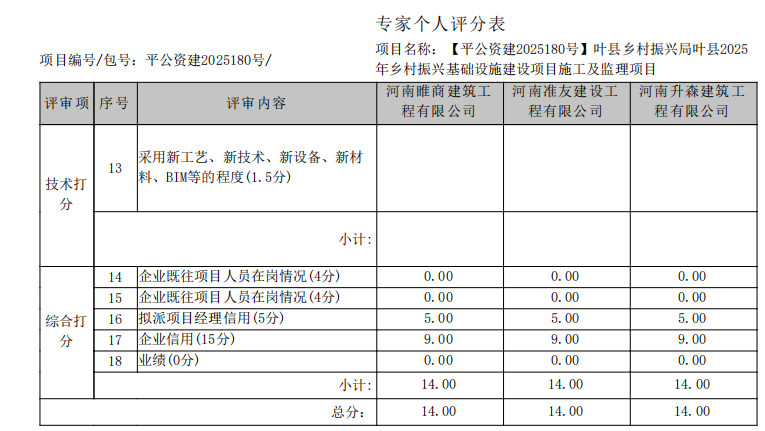 专家个人评分表
项目编号/包号: 平公资建2025180号/
项目名称: 【平公资建2025180号】叶县乡村振兴局叶县2025
年乡村振兴基础设施建设项目施工及监理项目
评审项 序号 评审内容 河南睢商建筑工程有限公司 河南准友建设工程有限公司 河南升森建筑工程有限公司
技术打分
13 采用新工艺、新技术、新设备、新材
料、BIM等的程度(1.5分)
小计:
综合打分
14 企业既往项目人员在岗情况(4分) 0.00 0.00 0.00
15 企业既往项目人员在岗情况(4分) 0.00 0.00 0.00
16 拟派项目经理信用(5分) 5.00 5.00 5.00
17 企业信用(15分) 9.00 9.00 9.00
18 业绩(0分) 0.00 0.00 0.00
小计: 14.00 14.00 14.00
总分: 14.00 14.00 14.00